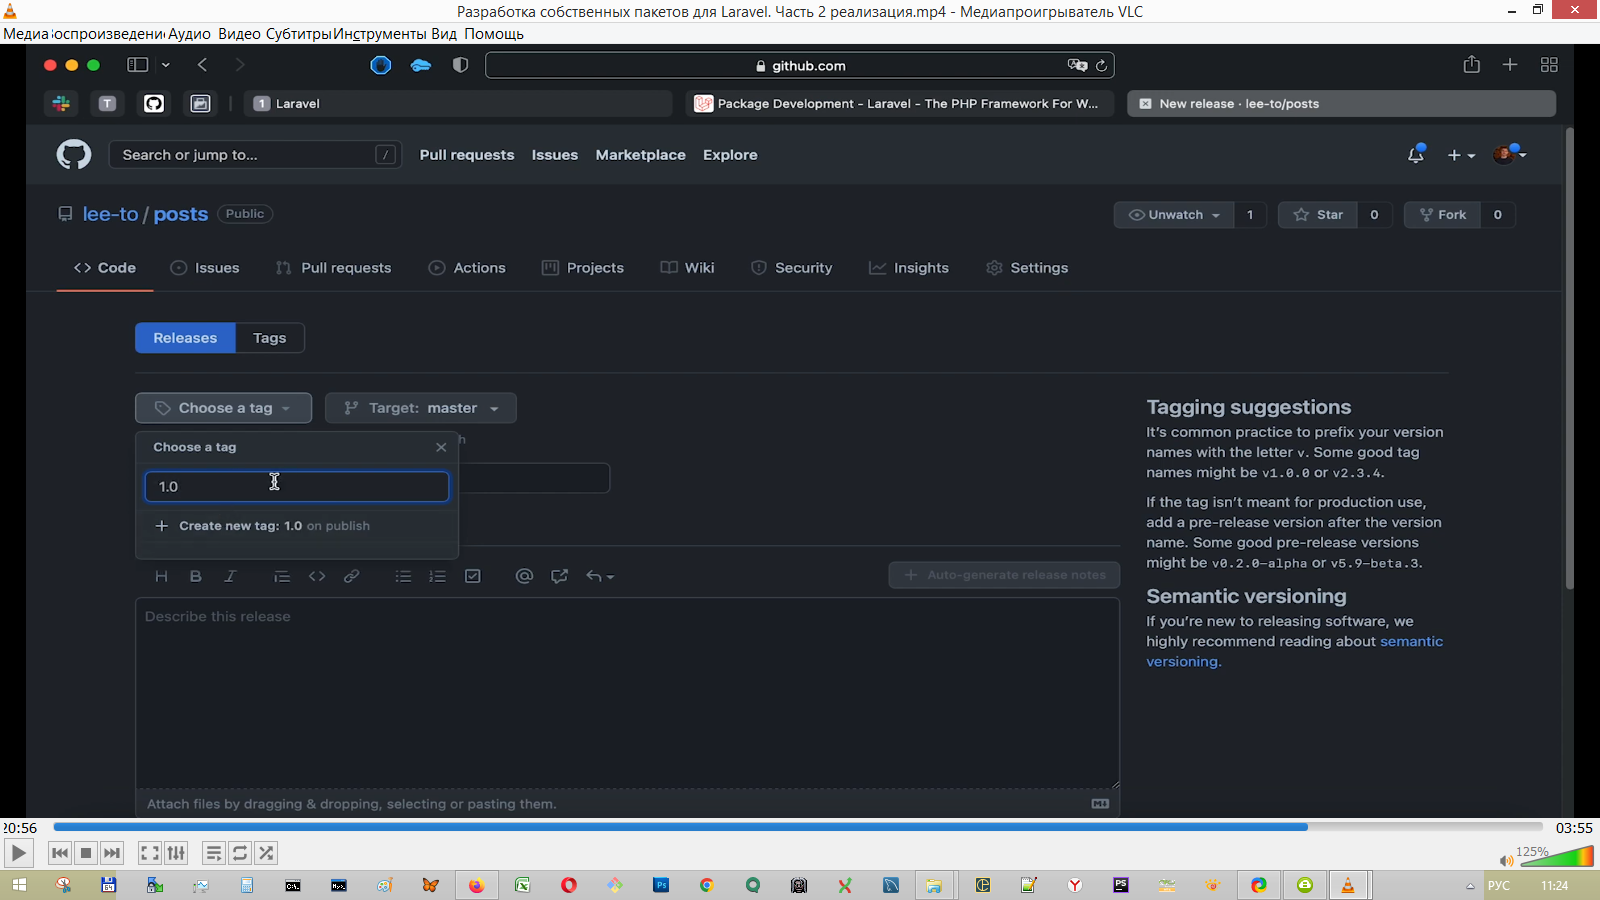 Разработка собственных пакетов для Laravel. Часть 2 реализация.mp4 - Медиапроигрыватель VLC
Медиа Воспроизведение Аудио Видео Субтитры Инструменты Вид Помощь
github.com
T
1 Laravel
Package Development - Laravel - The PHP Framework For W...
New release · lee-to/posts
Search or jump to...
/
Pull requests
Issues
Marketplace
Explore
lee-to / posts
Public
Unwatch
1
Star
0
Fork
0
Code
Issues
Pull requests
Actions
Projects
Wiki
Security
Insights
Settings
Releases
Tags
Choose a tag
Target: master
Choose a tag
h
1.0
Create new tag: 1.0 on publish
Auto-generate release notes
Describe this release
Attach files by dragging & dropping, selecting or pasting them.
Tagging suggestions
It's common practice to prefix your version
names with the letter v. Some good tag
names might be v1.0.0 or v2.3.4.
If the tag isn't meant for production use,
add a pre-release version after the version
name. Some good pre-release versions
might be v0.2.0-alpha or v5.9-beta.3.
Semantic versioning
If you're new to releasing software, we
highly recommend reading about semantic
versioning.
20:56
03:55
125%
РУС
11:24